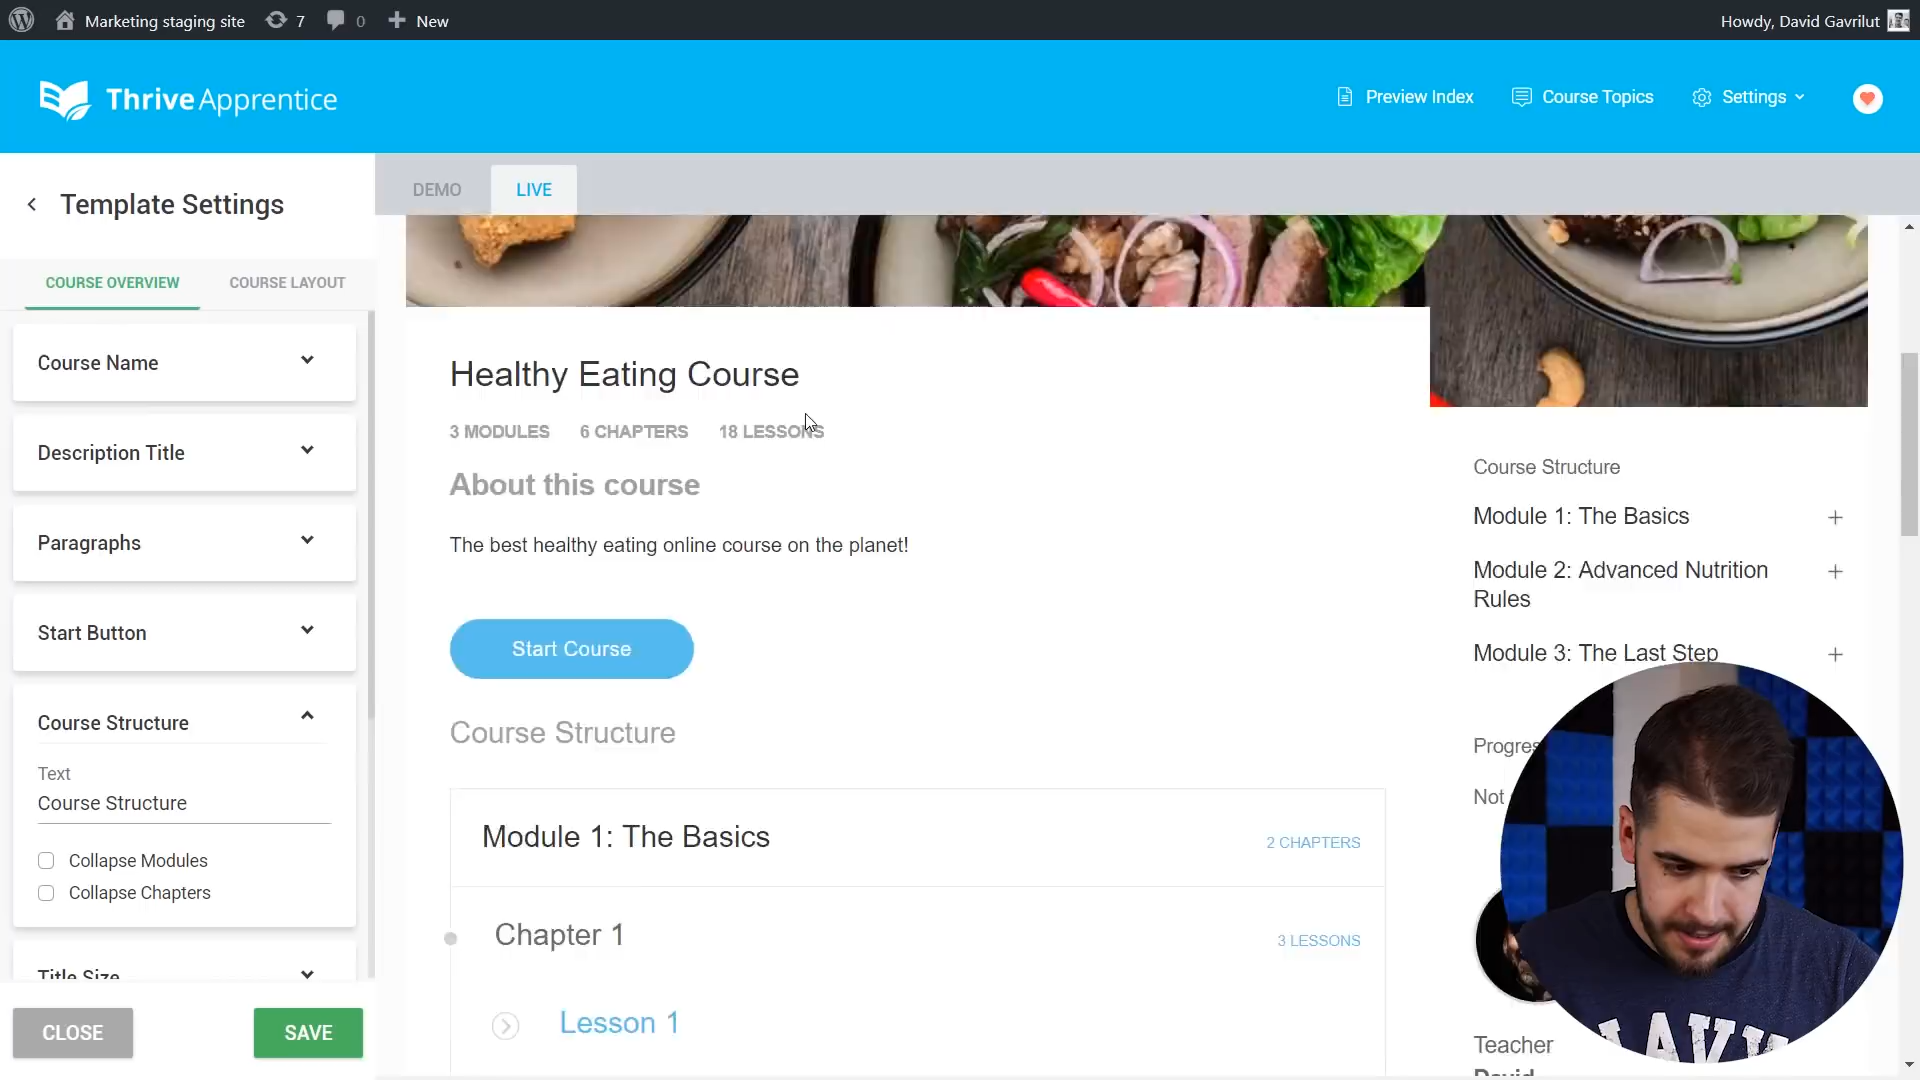 Marketing staging site 7 0 New Howdy, David Gavrilut
Thrive Apprentice
Preview Index Course Topics Settings
Template Settings
DEMO LIVE
COURSE OVERVIEW COURSE LAYOUT
Course Name
Description Title
Paragraphs
Start Button
Course Structure
Text
Course Structure
Collapse Modules
Collapse Chapters
Title Size
CLOSE SAVE
Healthy Eating Course
3 MODULES 6 CHAPTERS 18 LESSONS
About this course
The best healthy eating online course on the planet!
Start Course
Course Structure
Module 1: The Basics 2 CHAPTERS
Chapter 1 3 LESSONS
Lesson 1
Course Structure
Module 1: The Basics
Module 2: Advanced Nutrition
Rules
Module 3: The Last Step
Not
Teacher
David